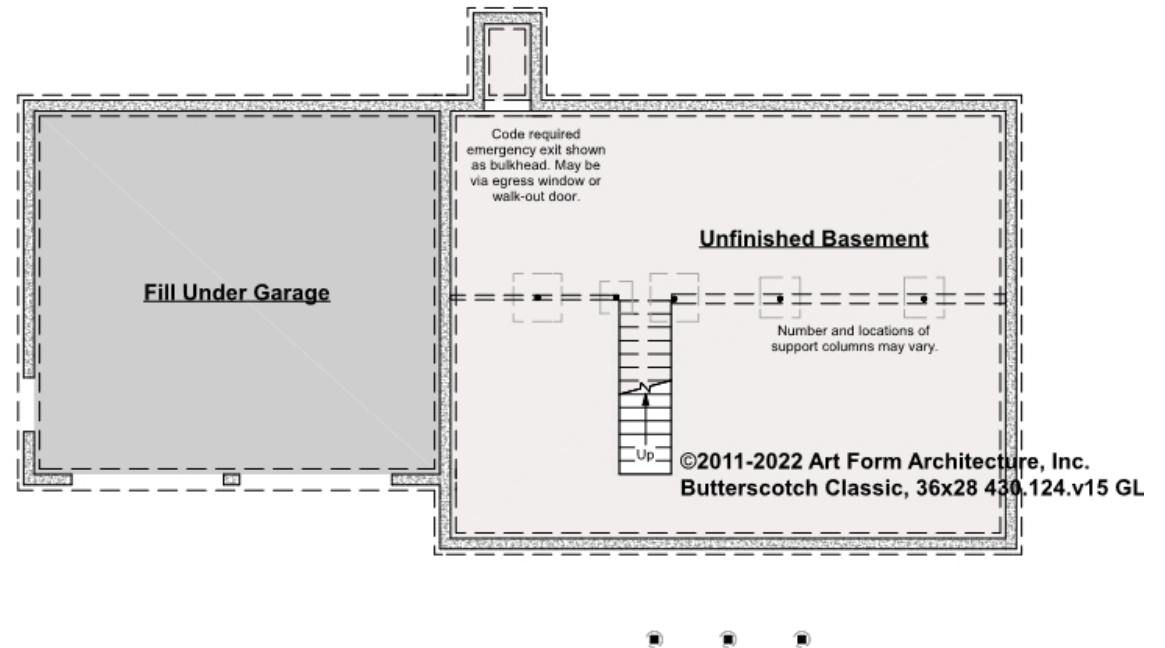 Code required
emergency exit shown
as bulkhead. May be
via egress window or
walk-out door.
Unfinished Basement
Fill Under Garage
Number and locations of
support columns may vary.
Up
©2011-2022 Art Form Architecture, Inc.
Butterscotch Classic, 36x28 430.124.v15 GL